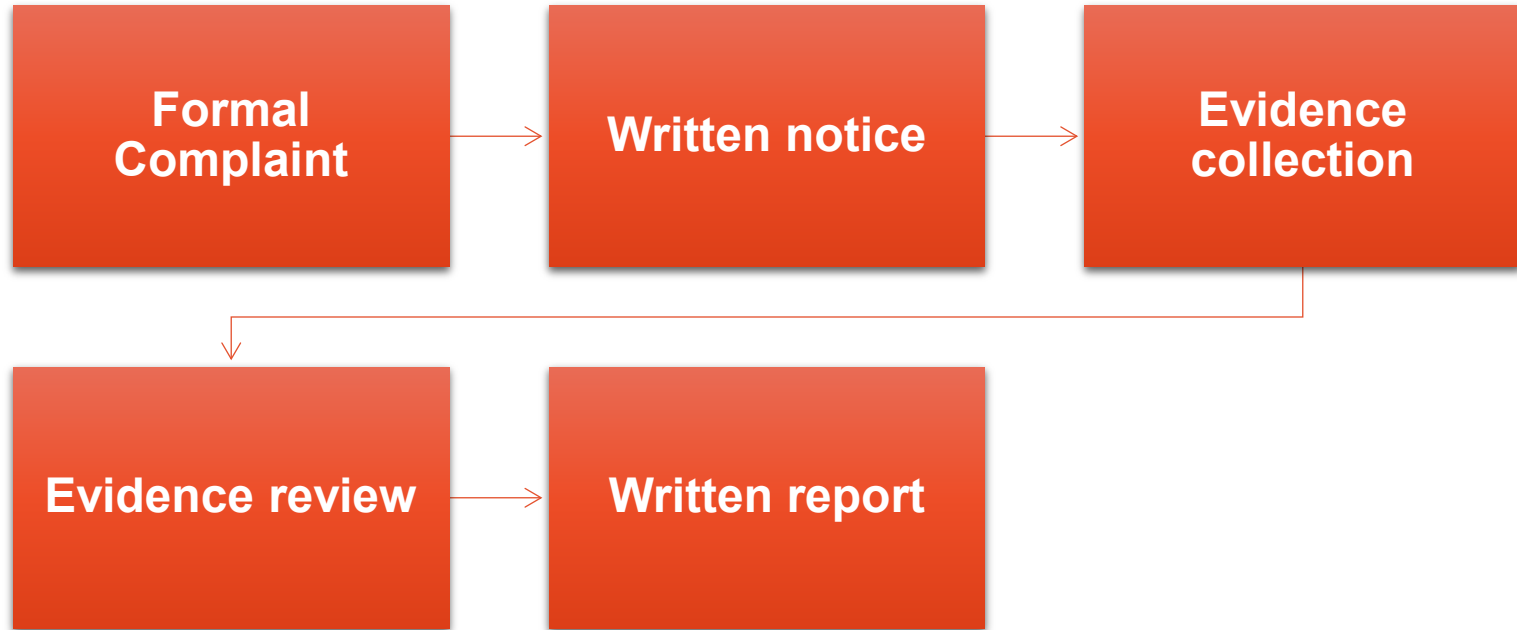 Formal
Complaint
Written notice
Evidence
collection
Evidence review
Written report